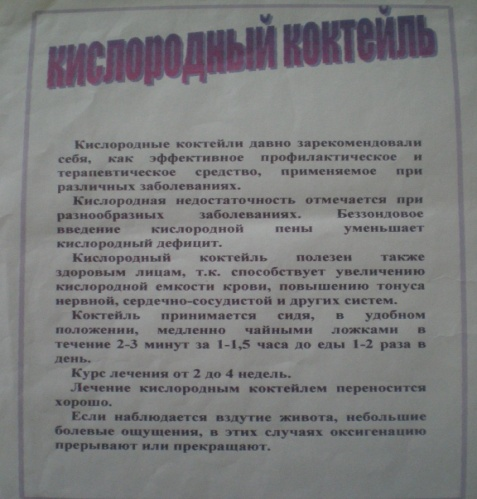 КИСЛОРОДНЫЙ КОКТЕЙЛЬ
Кислородные коктейли давно зарекомендовали
себя, как эффективное профилактическое и
терапевтическое средство, применяемое при
различных заболеваниях.
Кислородная недостаточность отмечается при
разнообразных заболеваниях. Беззондовое
введение кислородной пены уменьшает
кислородный дефицит.
Кислородный коктейль полезен также
здоровым лицам, т.к. способствует увеличению
кислородной емкости крови, повышению тонуса
нервной, сердечно-сосудистой и других систем.
Коктейль принимается сидя, в удобном
положении, медленно чайными ложками в
течение 2-3 минут за 1-1,5 часа до еды 1-2 раза в
день.
Курс лечения от 2 до 4 недель.
Лечение кислородным коктейлем переносится
хорошо.
Если наблюдается вздутие живота, небольшие
болевые ощущения, в этих случаях оксигенацию
прерывают или прекращают.